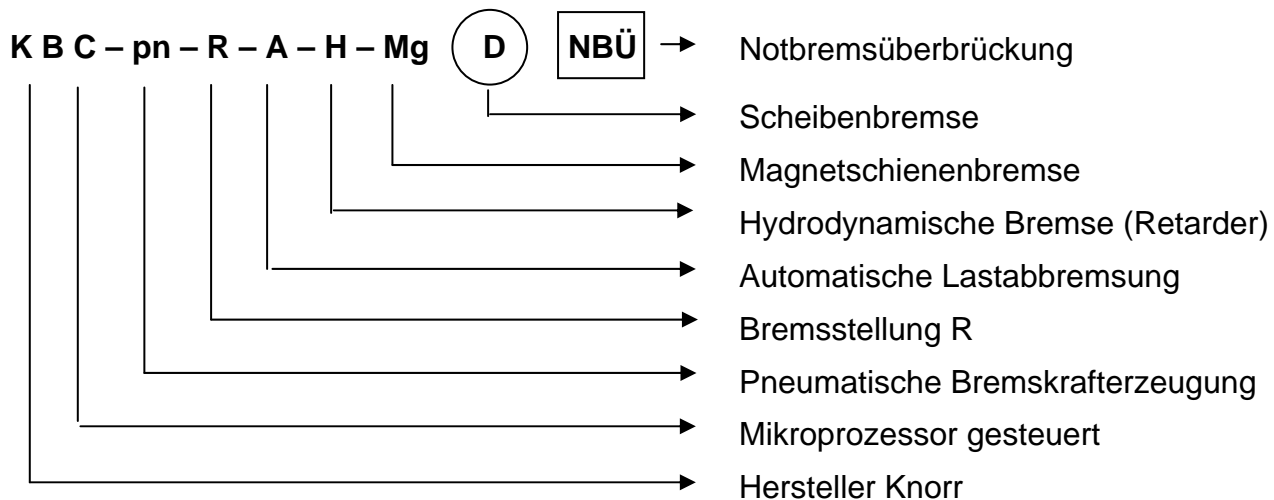 K B C – pn – R – A – H – Mg D NBÜ Notbremsüberbrückung
Scheibenbremse
Magnetschienenbremse
Hydrodynamische Bremse (Retarder)
Automatische Lastabbremsung
Bremsstellung R
Pneumatische Bremskrafterzeugung
Mikroprozessor gesteuert
Hersteller Knorr